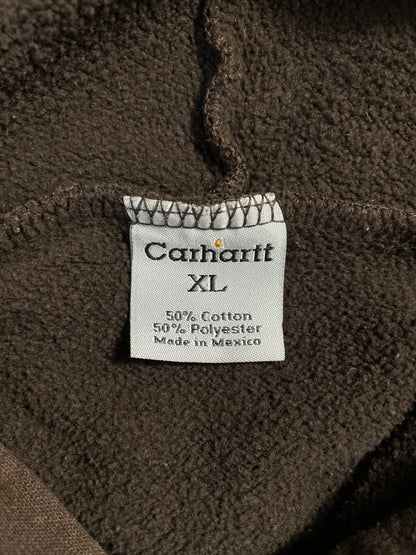 Carhartt
XL
50% Cotton
50% Polyester
Made in Mexico